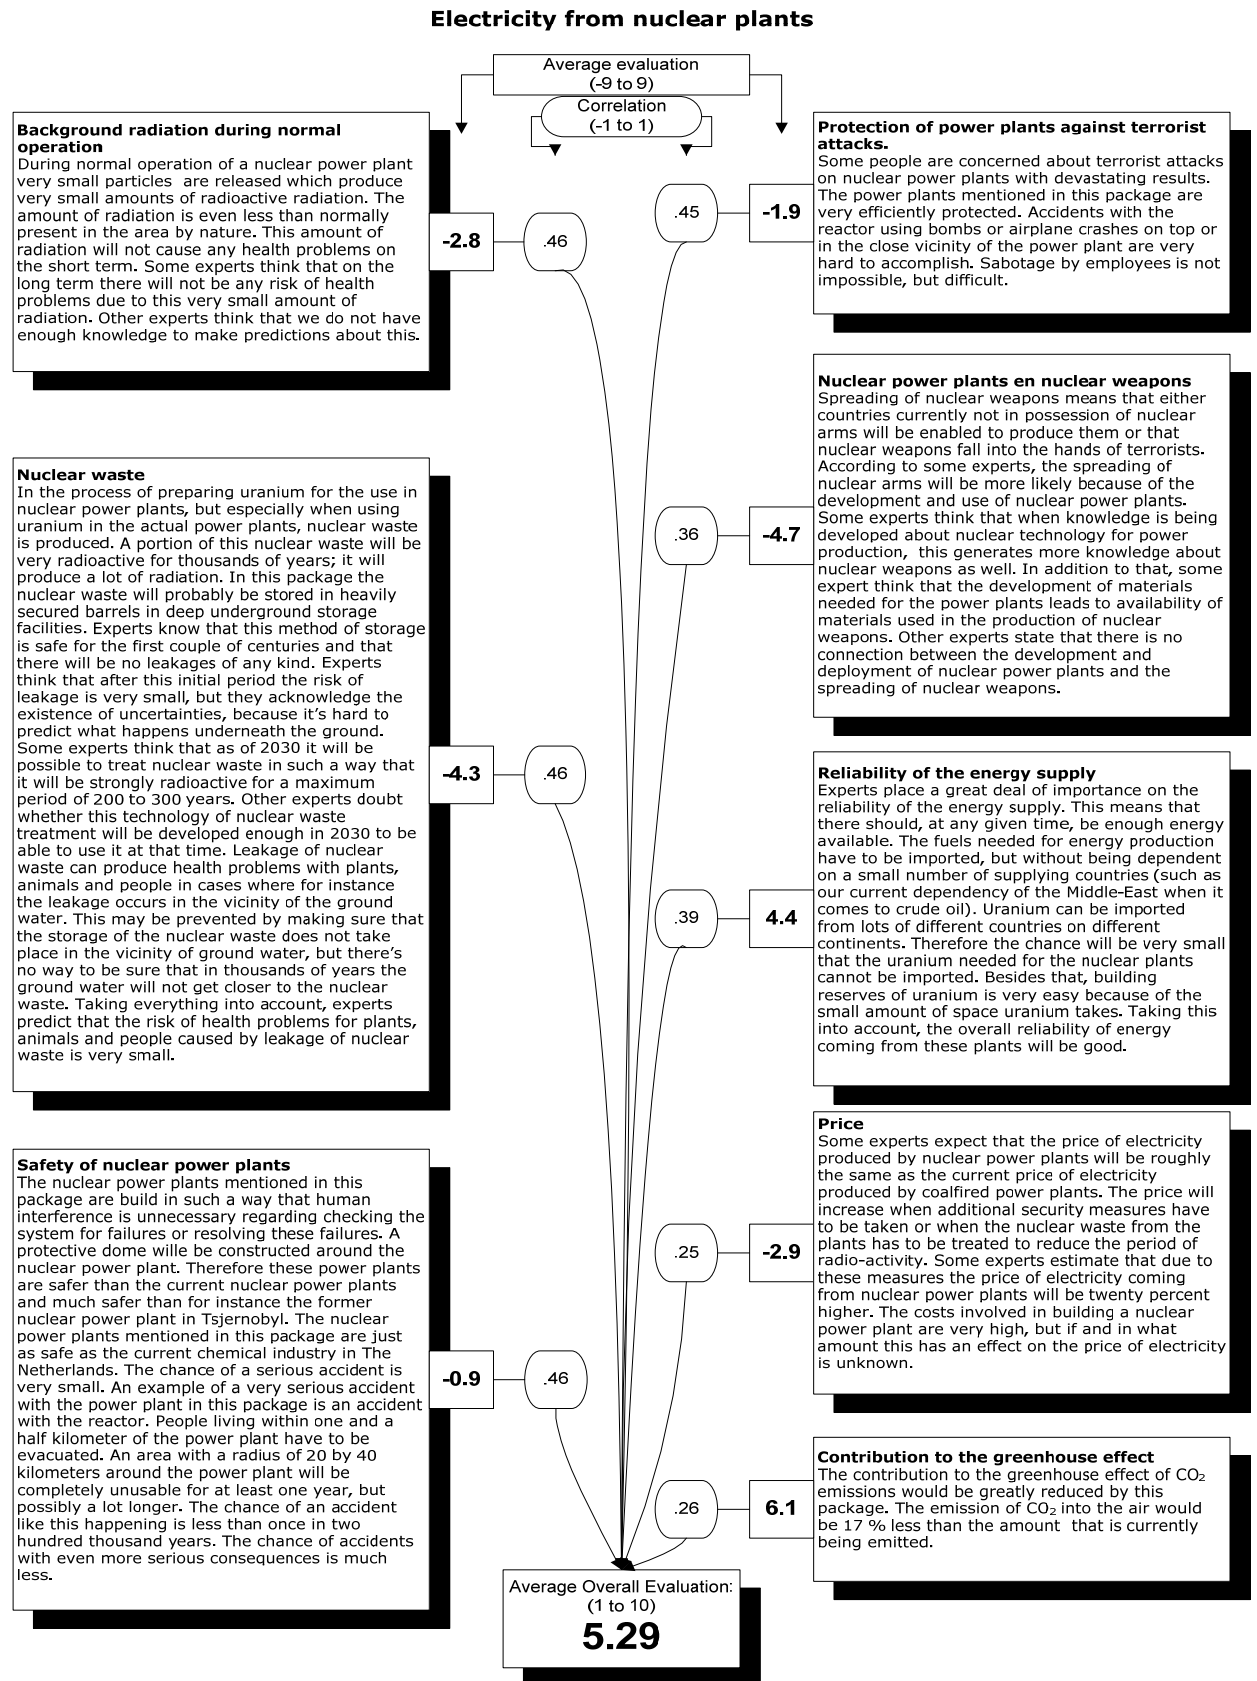 Electricity from nuclear plants
Average evaluation
(-9 to 9)
Correlation
(-1 to 1)
Background radiation during normal
operation
During normal operation of a nuclear power plant
very small particles  are released which produce
very small amounts of radioactive radiation. The
amount of radiation is even less than normally
present in the area by nature. This amount of
radiation will not cause any health problems on
the short term. Some experts think that on the
long term there will not be any risk of health
problems due to this very small amount of
radiation. Other experts think that we do not have
enough knowledge to make predictions about this.
-2.8
.46
Nuclear waste
In the process of preparing uranium for the use in
nuclear power plants, but especially when using
uranium in the actual power plants, nuclear waste
is produced. A portion of this nuclear waste will be
very radioactive for thousands of years; it will
produce a lot of radiation. In this package the
nuclear waste will probably be stored in heavily
secured barrels in deep underground storage
facilities. Experts know that this method of storage
is safe for the first couple of centuries and that
there will be no leakages of any kind. Experts
think that after this initial period the risk of
leakage is very small, but they acknowledge the
existence of uncertainties, because it's hard to
predict what happens underneath the ground.
Some experts think that as of 2030 it will be
possible to treat nuclear waste in such a way that
it will be strongly radioactive for a maximum
period of 200 to 300 years. Other experts doubt
whether this technology of nuclear waste
treatment will be developed enough in 2030 to be
able to use it at that time. Leakage of nuclear
waste can produce health problems with plants,
animals and people in cases where for instance
the leakage occurs in the vicinity of the ground
water. This may be prevented by making sure that
the storage of the nuclear waste does not take
place in the vicinity of ground water, but there's
no way to be sure that in thousands of years the
ground water will not get closer to the nuclear
waste. Taking everything into account, experts
predict that the risk of health problems for plants,
animals and people caused by leakage of nuclear
waste is very small.
-4.3
.46
Safety of nuclear power plants
The nuclear power plants mentioned in this
package are build in such a way that human
interference is unnecessary regarding checking the
system for failures or resolving these failures. A
protective dome wille be constructed around the
nuclear power plant. Therefore these power plants
are safer than the current nuclear power plants
and much safer than for instance the former
nuclear power plant in Tsjernobyl. The nuclear
power plants mentioned in this package are just
as safe as the current chemical industry in The
Netherlands. The chance of a serious accident is
very small. An example of a very serious accident
with the power plant in this package is an accident
with the reactor. People living within one and a
half kilometer of the power plant have to be
evacuated. An area with a radius of 20 by 40
kilometers around the power plant will be
completely unusable for at least one year, but
possibly a lot longer. The chance of an accident
like this happening is less than once in two
hundred thousand years. The chance of accidents
with even more serious consequences is much
less.
-0.9
.46
Protection of power plants against terrorist
attacks.
Some people are concerned about terrorist attacks
on nuclear power plants with devastating results.
The power plants mentioned in this package are
very efficiently protected. Accidents with the
reactor using bombs or airplane crashes on top or
in the close vicinity of the power plant are very
hard to accomplish. Sabotage by employees is not
impossible, but difficult.
.45
-1.9
Nuclear power plants en nuclear weapons
Spreading of nuclear weapons means that either
countries currently not in possession of nuclear
arms will be enabled to produce them or that
nuclear weapons fall into the hands of terrorists.
According to some experts, the spreading of
nuclear arms will be more likely because of the
development and use of nuclear power plants.
Some experts think that when knowledge is being
developed about nuclear technology for power
production,  this generates more knowledge about
nuclear weapons as well. In addition to that, some
expert think that the development of materials
needed for the power plants leads to availability of
materials used in the production of nuclear
weapons. Other experts state that there is no
connection between the development and
deployment of nuclear power plants and the
spreading of nuclear weapons.
.36
-4.7
Reliability of the energy supply
Experts place a great deal of importance on the
reliability of the energy supply. This means that
there should, at any given time, be enough energy
available. The fuels needed for energy production
have to be imported, but without being dependent
on a small number of supplying countries (such as
our current dependency of the Middle-East when it
comes to crude oil). Uranium can be imported
from lots of different countries on different
continents. Therefore the chance will be very small
that the uranium needed for the nuclear plants
cannot be imported. Besides that, building
reserves of uranium is very easy because of the
small amount of space uranium takes. Taking this
into account, the overall reliability of energy
coming from these plants will be good.
.39
4.4
Price
Some experts expect that the price of electricity
produced by nuclear power plants will be roughly
the same as the current price of electricity
produced by coalfired power plants. The price will
increase when additional security measures have
to be taken or when the nuclear waste from the
plants has to be treated to reduce the period of
radio-activity. Some experts estimate that due to
these measures the price of electricity coming
from nuclear power plants will be twenty percent
higher. The costs involved in building a nuclear
power plant are very high, but if and in what
amount this has an effect on the price of electricity
is unknown.
.25
-2.9
Contribution to the greenhouse effect
The contribution to the greenhouse effect of CO₂
emissions would be greatly reduced by this
package. The emission of CO₂ into the air would
be 17 % less than the amount  that is currently
being emitted.
.26
6.1
Average Overall Evaluation:
(1 to 10)
5.29